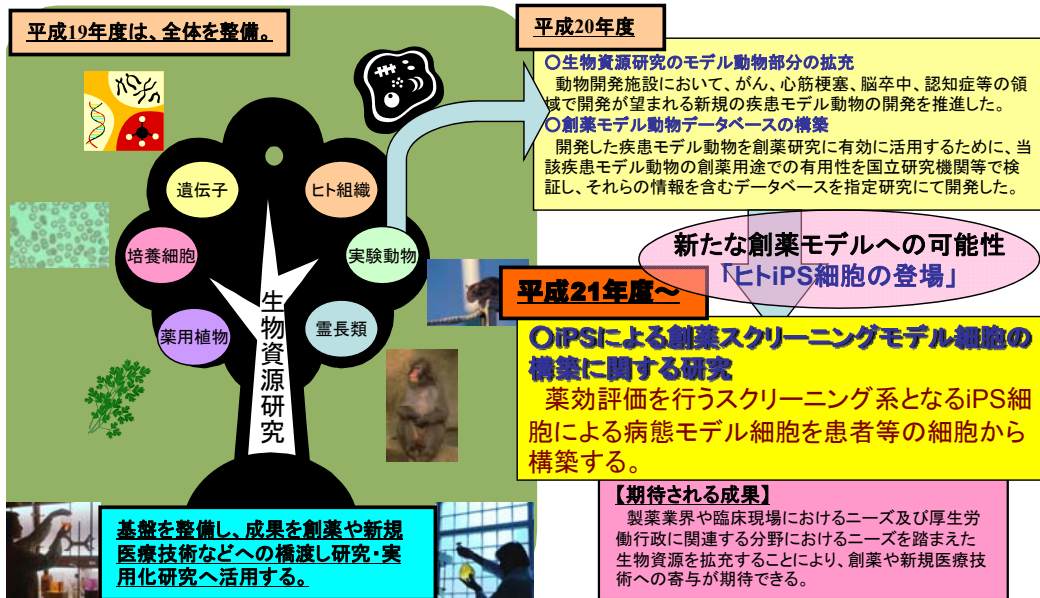 平成19年度は、全体を整備。
遺伝子
ヒト組織
培養細胞
実験動物
薬用植物
霊長類
生物資源研究
基盤を整備し、成果を創薬や新規
医療技術などへの橋渡し研究・実
用化研究へ活用する。
平成20年度
○生物資源研究のモデル動物部分の拡充
動物開発施設において、がん、心筋梗塞、脳卒中、認知症等の領
域で開発が望まれる新規の疾患モデル動物の開発を推進した。
○創薬モデル動物データベースの構築
開発した疾患モデル動物を創薬研究に有効に活用するために、当
該疾患モデル動物の創薬用途での有用性を国立研究機関等で検
証し、それらの情報を含むデータベースを指定研究にて開発した。
新たな創薬モデルへの可能性
「ヒトiPS細胞の登場」
平成21年度～
○iPSによる創薬スクリーニングモデル細胞の
構築に関する研究
薬効評価を行うスクリーニング系となるiPS細
胞による病態モデル細胞を患者等の細胞から
構築する。
【期待される成果】
製薬業界や臨床現場におけるニーズ及び厚生労
働行政に関連する分野におけるニーズを踏まえた
生物資源を拡充することにより、創薬や新規医療技
術への寄与が期待できる。